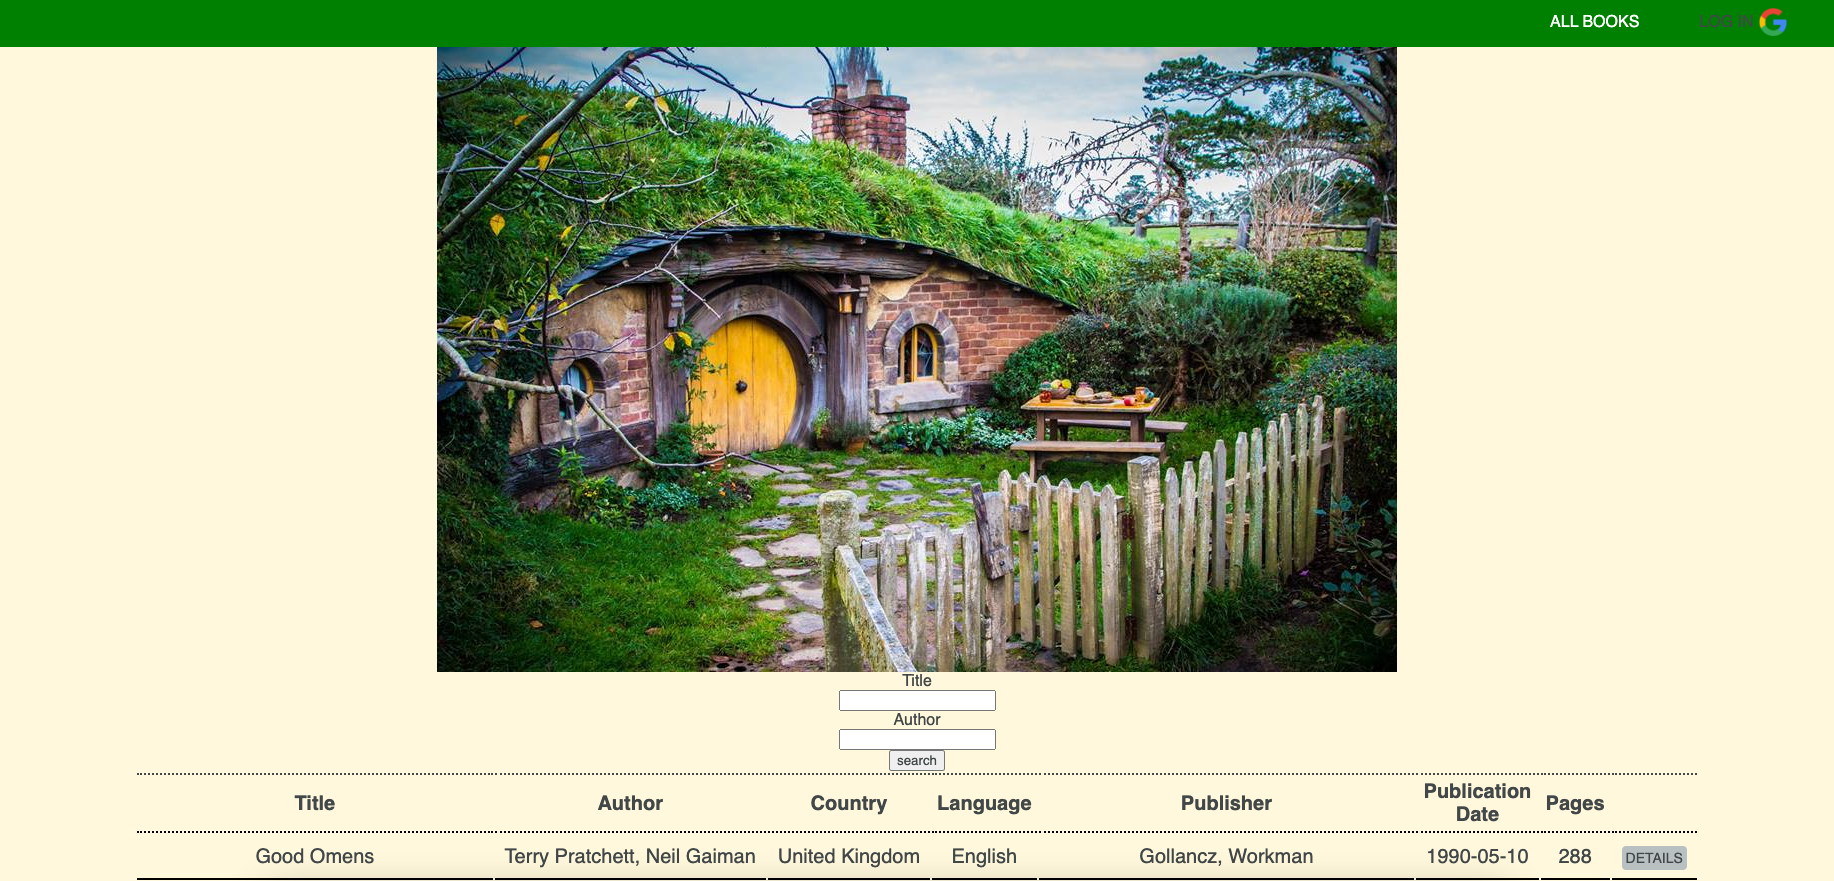 ALL BOOKS LOG IN
Title
Author
search
Title Author Country Language Publisher Publication Date Pages
Good Omens Terry Pratchett, Neil Gaiman United Kingdom English Gollancz, Workman 1990-05-10 288 DETAILS